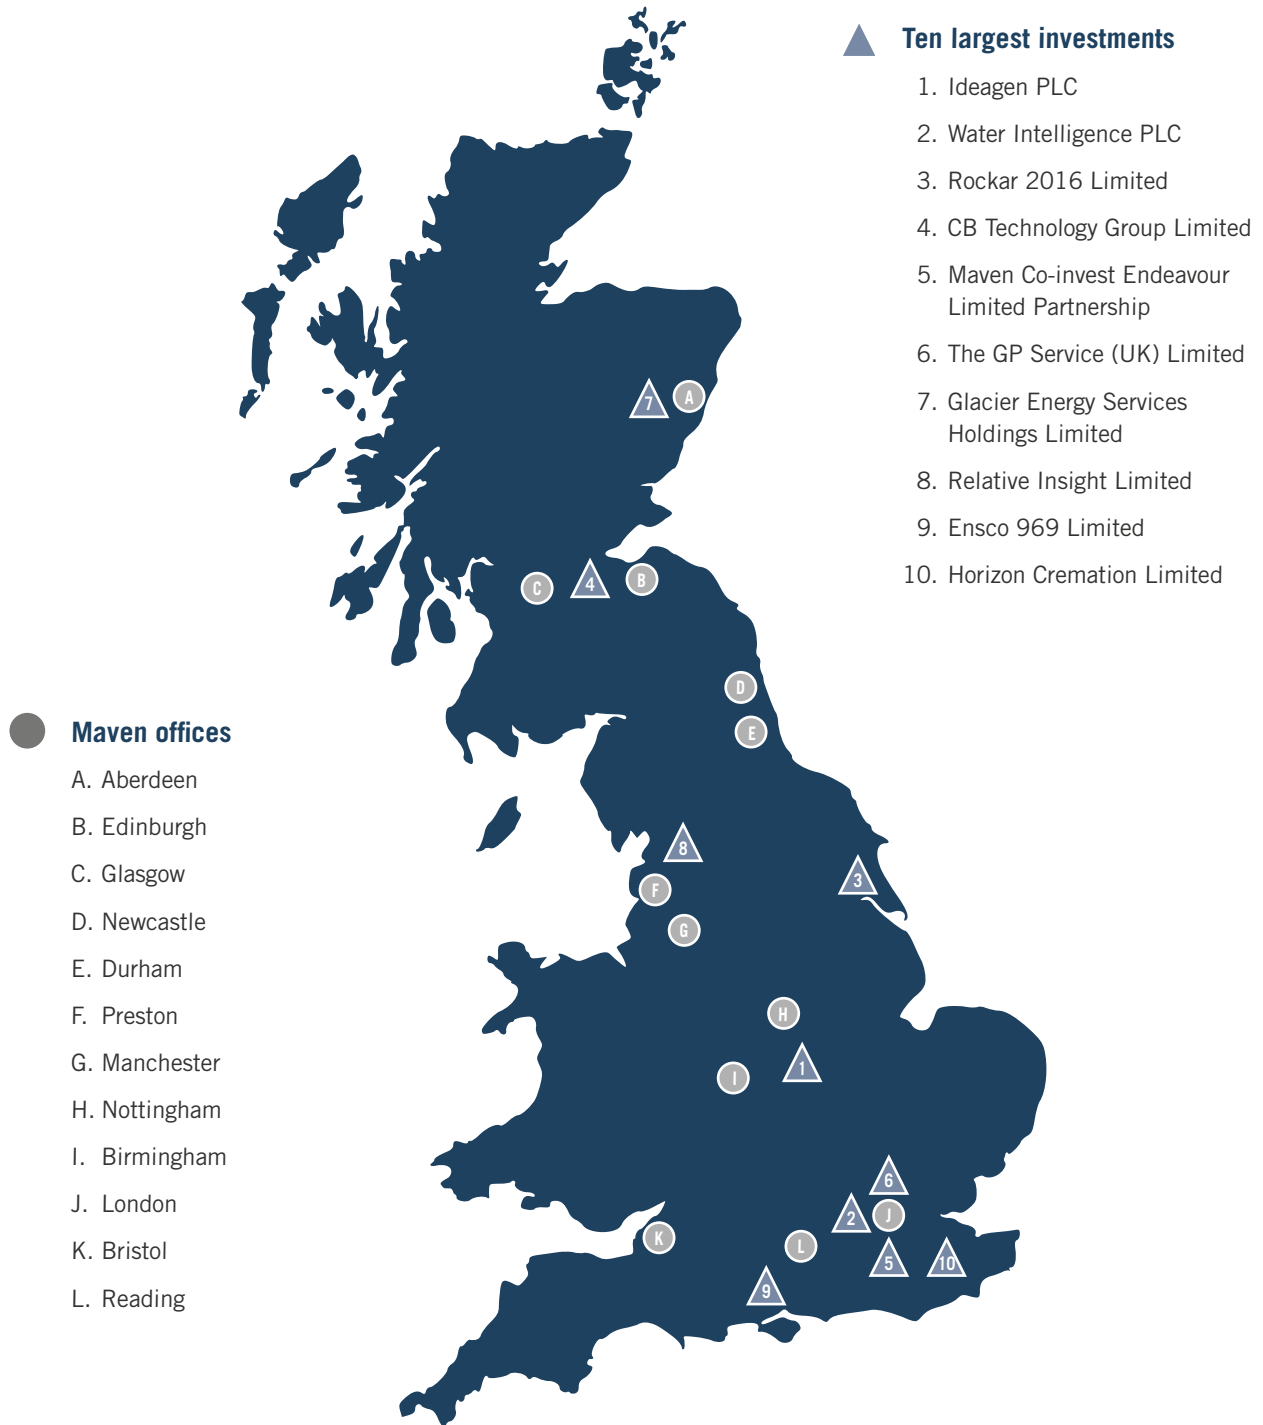 Ten largest investments
1. Ideagen PLC
2. Water Intelligence PLC
3. Rockar 2016 Limited
4. CB Technology Group Limited
5. Maven Co-invest Endeavour
Limited Partnership
6. The GP Service (UK) Limited
7. Glacier Energy Services
Holdings Limited
8. Relative Insight Limited
9. Ensco 969 Limited
10. Horizon Cremation Limited
7
A
C
4
B
D
E
8
3
F
G
H
1
I
6
2
J
K
L
5
10
9
Maven offices
A. Aberdeen
B. Edinburgh
C. Glasgow
D. Newcastle
E. Durham
F. Preston
G. Manchester
H. Nottingham
I. Birmingham
J. London
K. Bristol
L. Reading